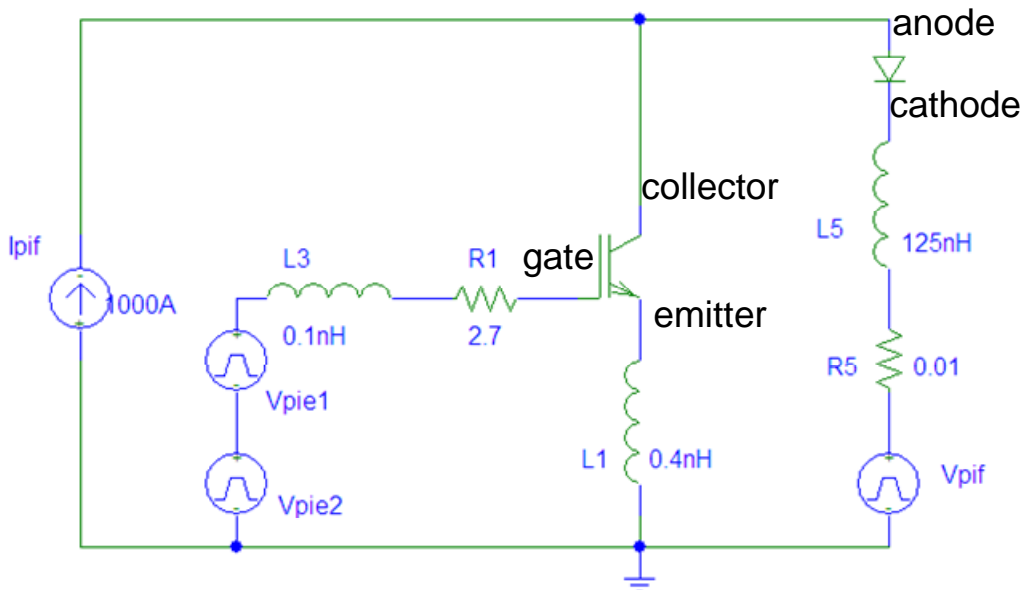 anode
cathode
collector
L5
125nH
Ipif
1000A
L3
0.1nH
R1
2.7
gate
emitter
R5
0.01
Vpie1
Vpie2
L1
0.4nH
Vpif